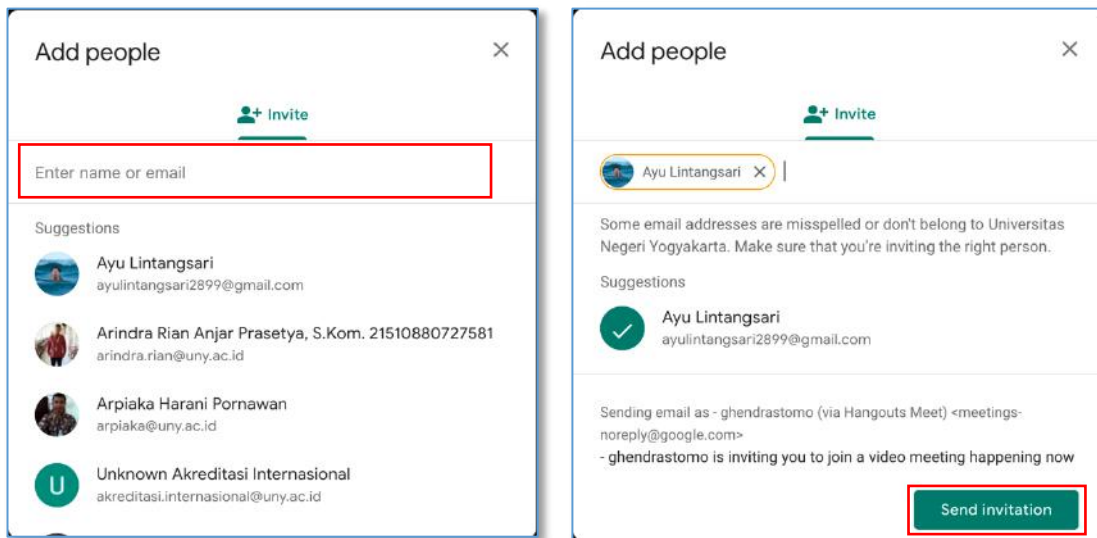 Add people
Invite
Enter name or email
Suggestions
Ayu Lintangsari
ayulintangsari2899@gmail.com
Arindra Rian Anjar Prasetya, S.Kom. 21510880727581
arindra.rian@uny.ac.id
Arpiaka Harani Pornawan
arpiaka@uny.ac.id
U
Unknown Akreditasi Internasional
akreditasi.internasional@uny.ac.id
Add people
Invite
Ayu Lintangsari
Some email addresses are misspelled or don't belong to Universitas
Negeri Yogyakarta. Make sure that you're inviting the right person.
Suggestions
Ayu Lintangsari
ayulintangsari2899@gmail.com
Sending email as - ghendrastomo (via Hangouts Meet) <meetings-
noreply@google.com>
- ghendrastomo is inviting you to join a video meeting happening now
Send invitation